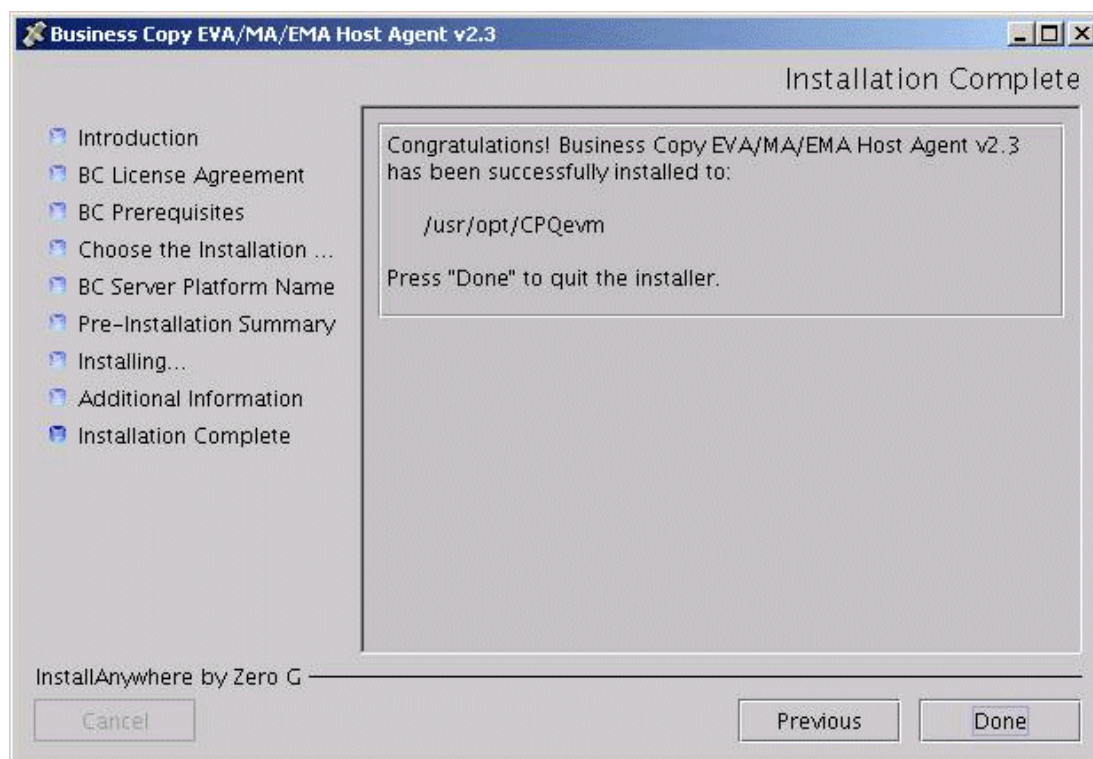 Business Copy EVA/MA/EMA Host Agent v2.3
Installation Complete
Introduction
BC License Agreement
BC Prerequisites
Choose the Installation ...
BC Server Platform Name
Pre-Installation Summary
Installing...
Additional Information
Installation Complete
Congratulations! Business Copy EVA/MA/EMA Host Agent v2.3
has been successfully installed to:
/usr/opt/CPQevm
Press "Done" to quit the installer.
InstallAnywhere by Zero G
Cancel
Previous
Done